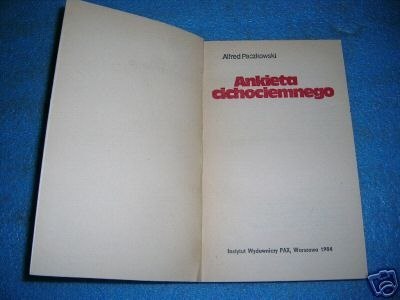 Alfred Paczkowski
Ankieta
cichociemnego
Instytut Wydawniczy PAX, Warszawa 1984